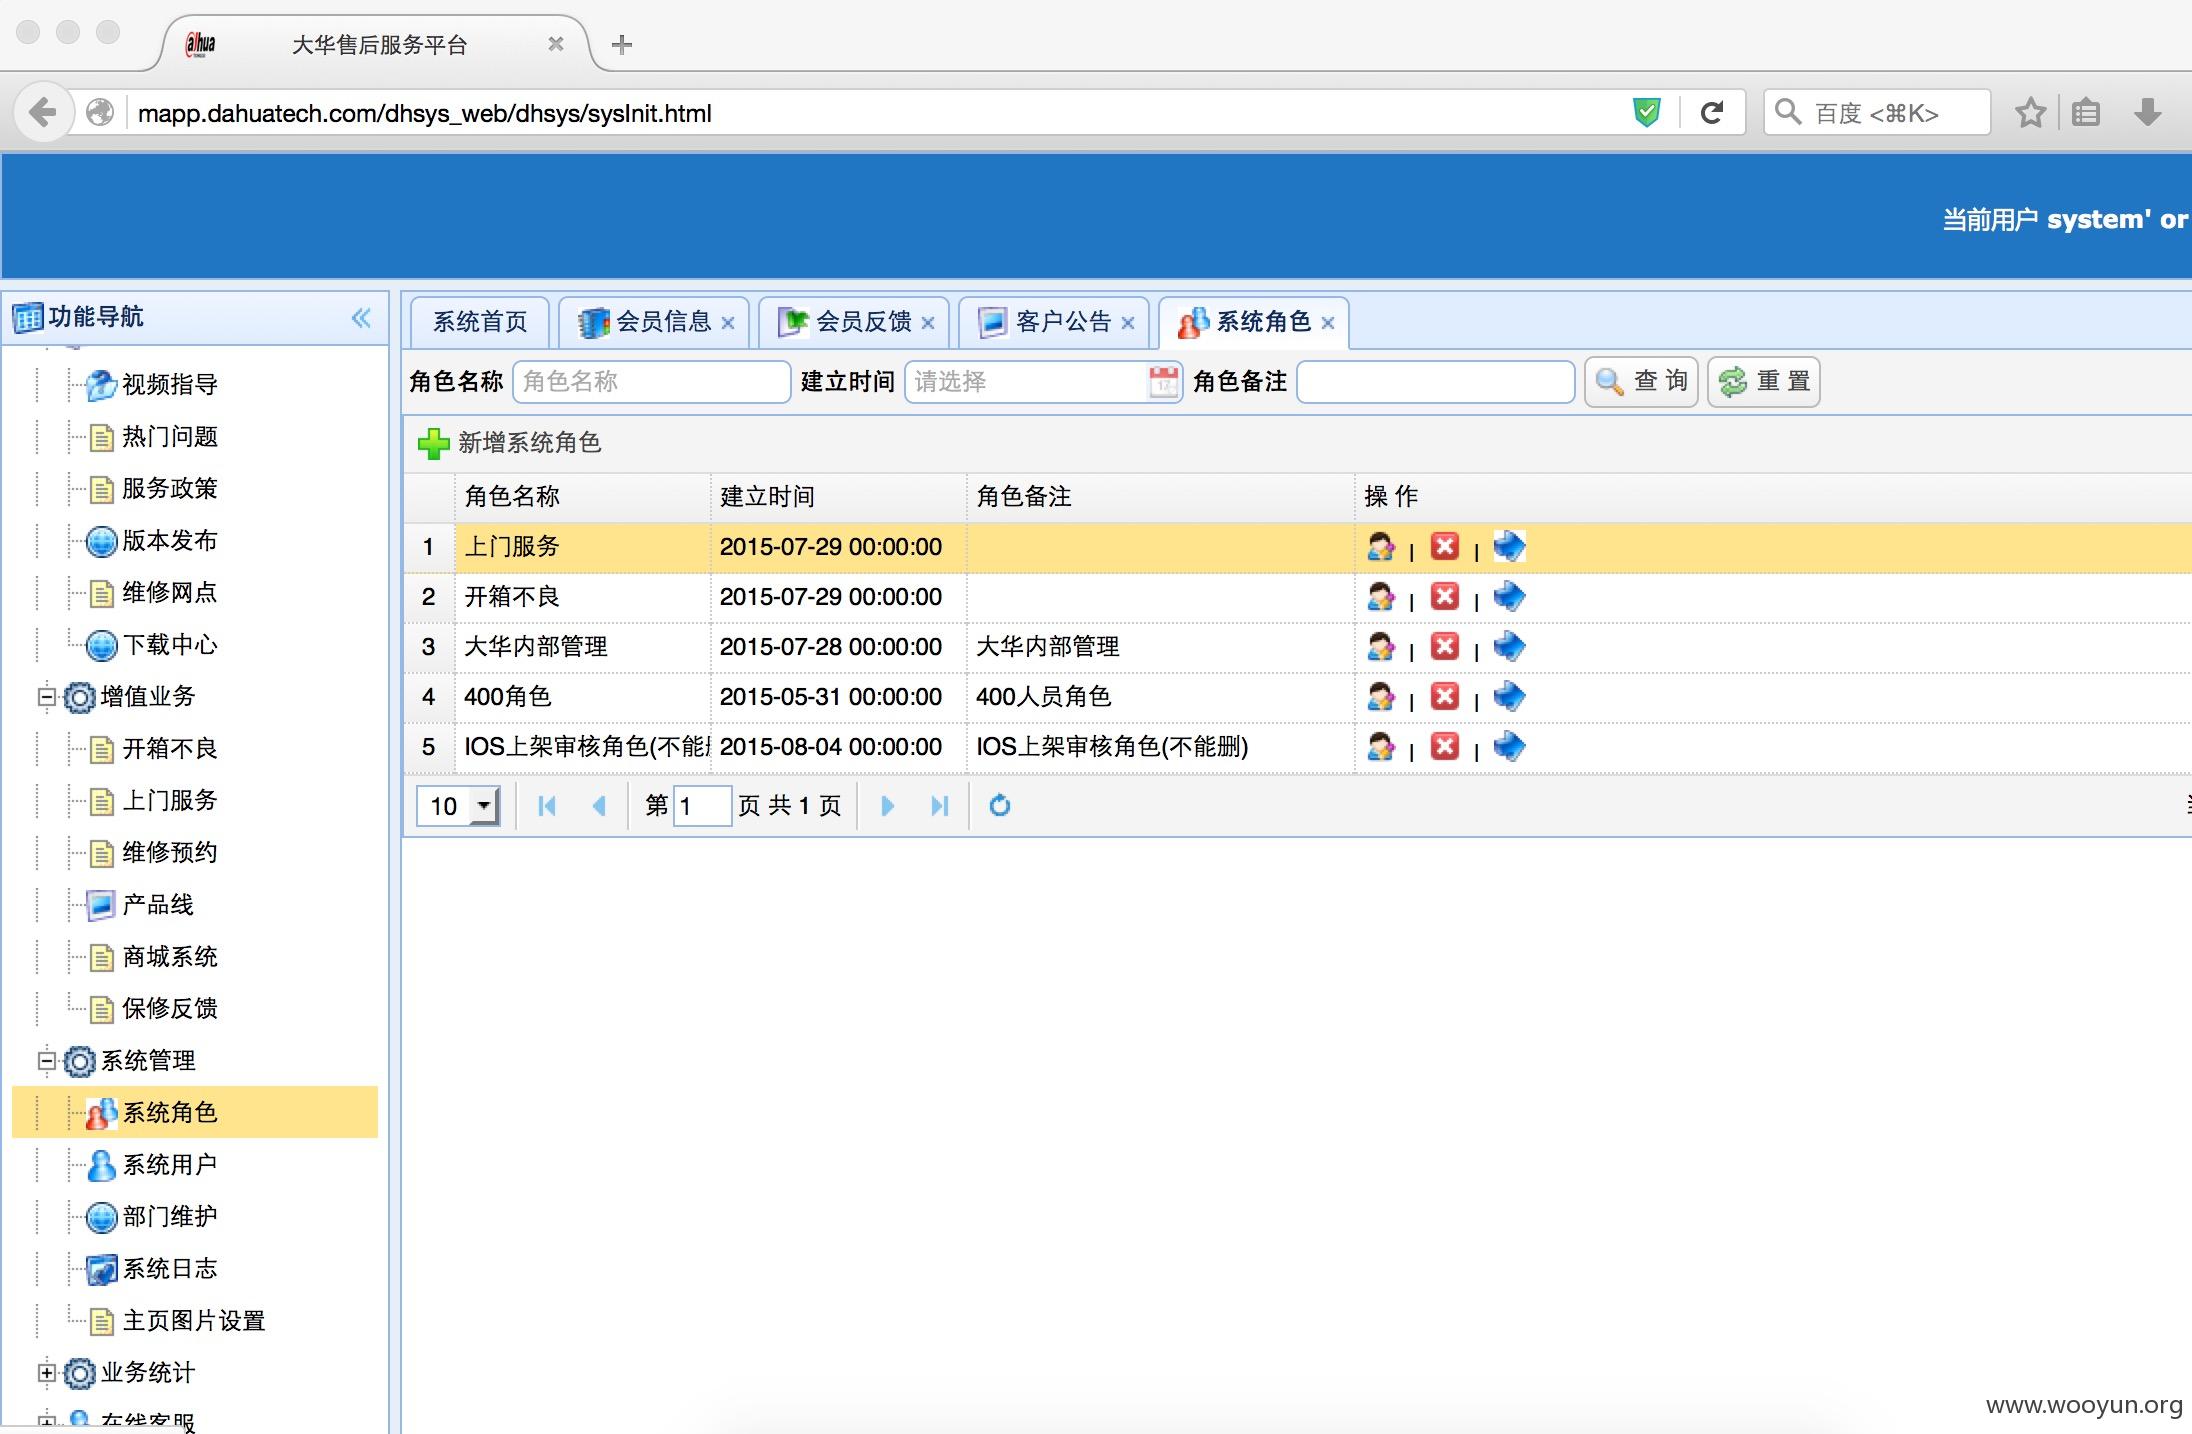 alhua
大华售后服务平台
mapp.dahuatech.com/dhsys_web/dhsys/sysInit.html
百度 <⌘K>
当前用户 system' or
功能导航
视频指导
热门问题
服务政策
版本发布
维修网点
下载中心
增值业务
开箱不良
上门服务
维修预约
产品线
商城系统
保修反馈
系统管理
系统角色
系统用户
部门维护
系统日志
主页图片设置
业务统计
在线客服
系统首页 会员信息 会员反馈 客户公告 系统角色
角色名称 角色名称 建立时间 请选择 角色备注 查 询 重 置
新增系统角色
角色名称 建立时间 角色备注 操 作
1 上门服务 2015-07-29 00:00:00 | |
2 开箱不良 2015-07-29 00:00:00 | |
3 大华内部管理 2015-07-28 00:00:00 大华内部管理 | |
4 400角色 2015-05-31 00:00:00 400人员角色 | |
5 IOS上架审核角色(不能 2015-08-04 00:00:00 IOS上架审核角色(不能删) | |
10 第 1 页 共 1 页
www.wooyun.org